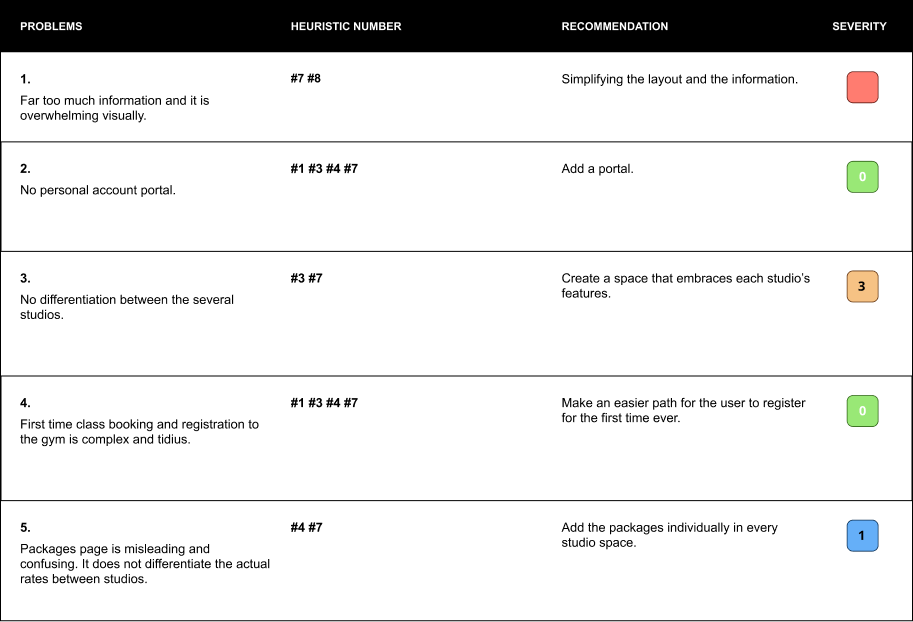 PROBLEMS HEURISTIC NUMBER RECOMMENDATION SEVERITY
1. #7 #8 Simplifying the layout and the information.
Far too much information and it is
overwhelming visually.
2. #1 #3 #4 #7 Add a portal. 0
No personal account portal.
3. #3 #7 Create a space that embraces each studio's 3
features.
No differentiation between the several
studios.
4. #1 #3 #4 #7 Make an easier path for the user to register 0
for the first time ever.
First time class booking and registration to
the gym is complex and tidius.
5. #4 #7 Add the packages individually in every 1
studio space.
Packages page is misleading and
confusing. It does not differentiate the actual
rates between studios.